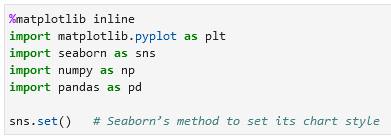 %matplotlib inline
import matplotlib.pyplot as plt
import seaborn as sns
import numpy as np
import pandas as pd
sns.set()   # Seaborn’s method to set its chart style